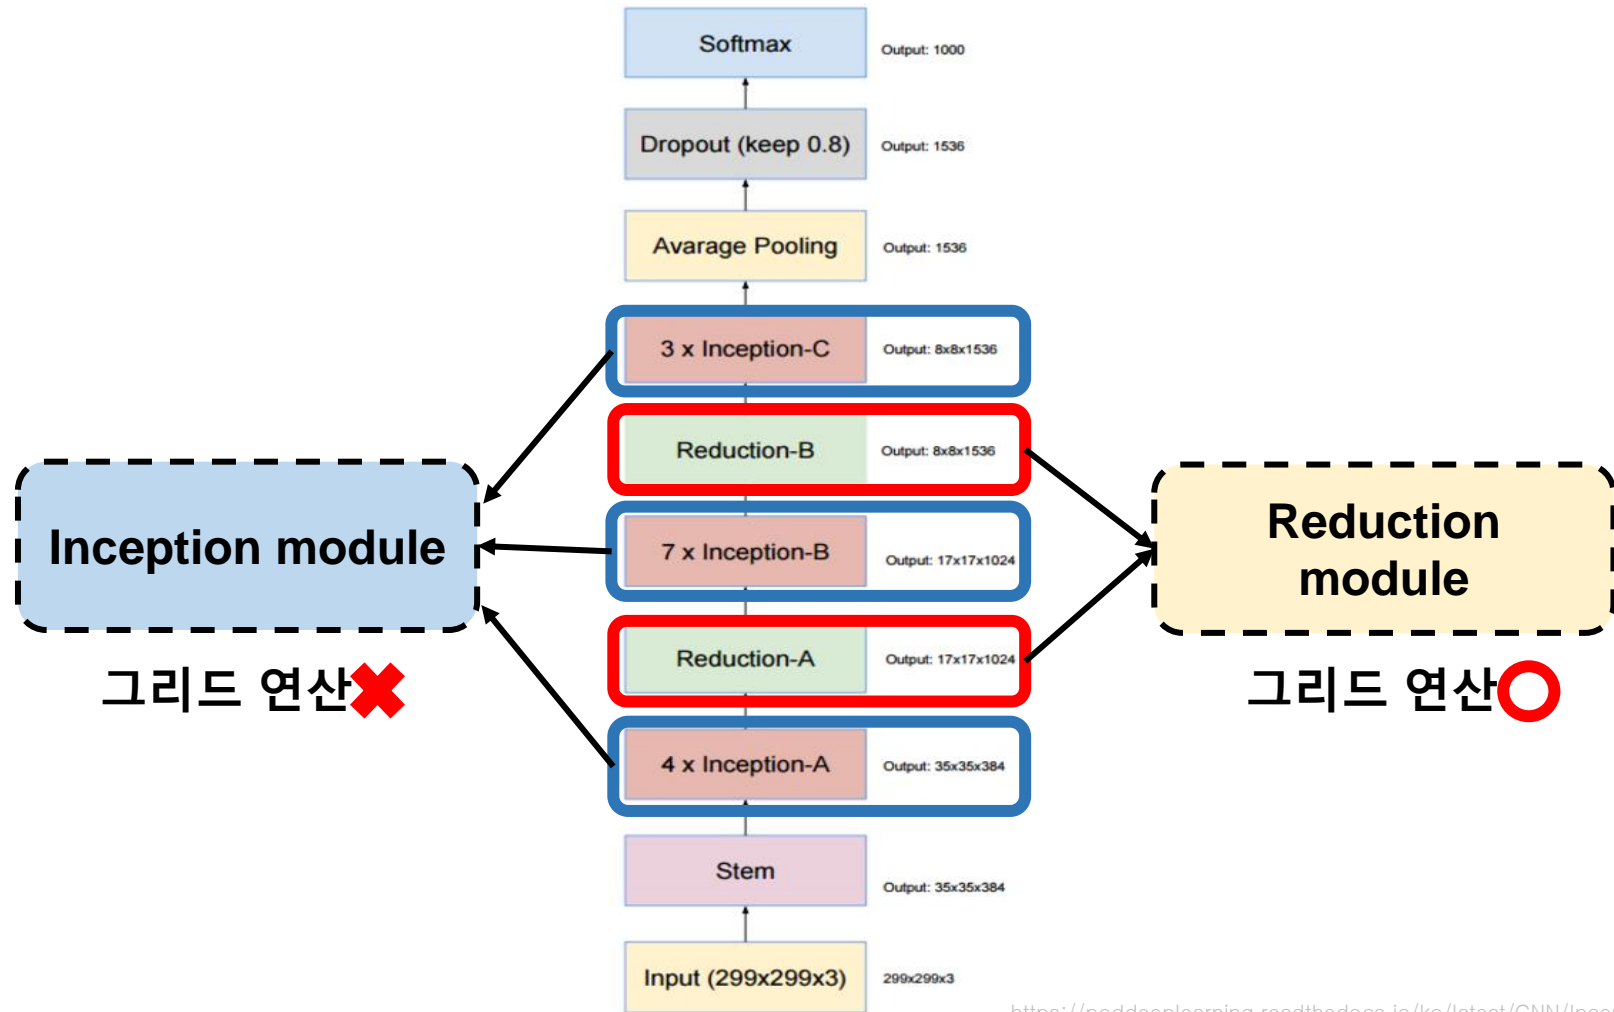 Softmax
Output: 1000
Dropout (keep 0.8)
Output: 1536
Avarage Pooling
Output: 1536
3 x Inception-C
Output: 8x8x1536
Reduction-B
Output: 8x8x1536
Inception module
7 x Inception-B
Output: 17x17x1024
Reduction
module
Reduction-A
Output: 17x17x1024
그리드 연산
그리드 연산
4 x Inception-A
Output: 35x35x384
Stem
Output: 35x35x384
Input (299x299x3)
299x299x3